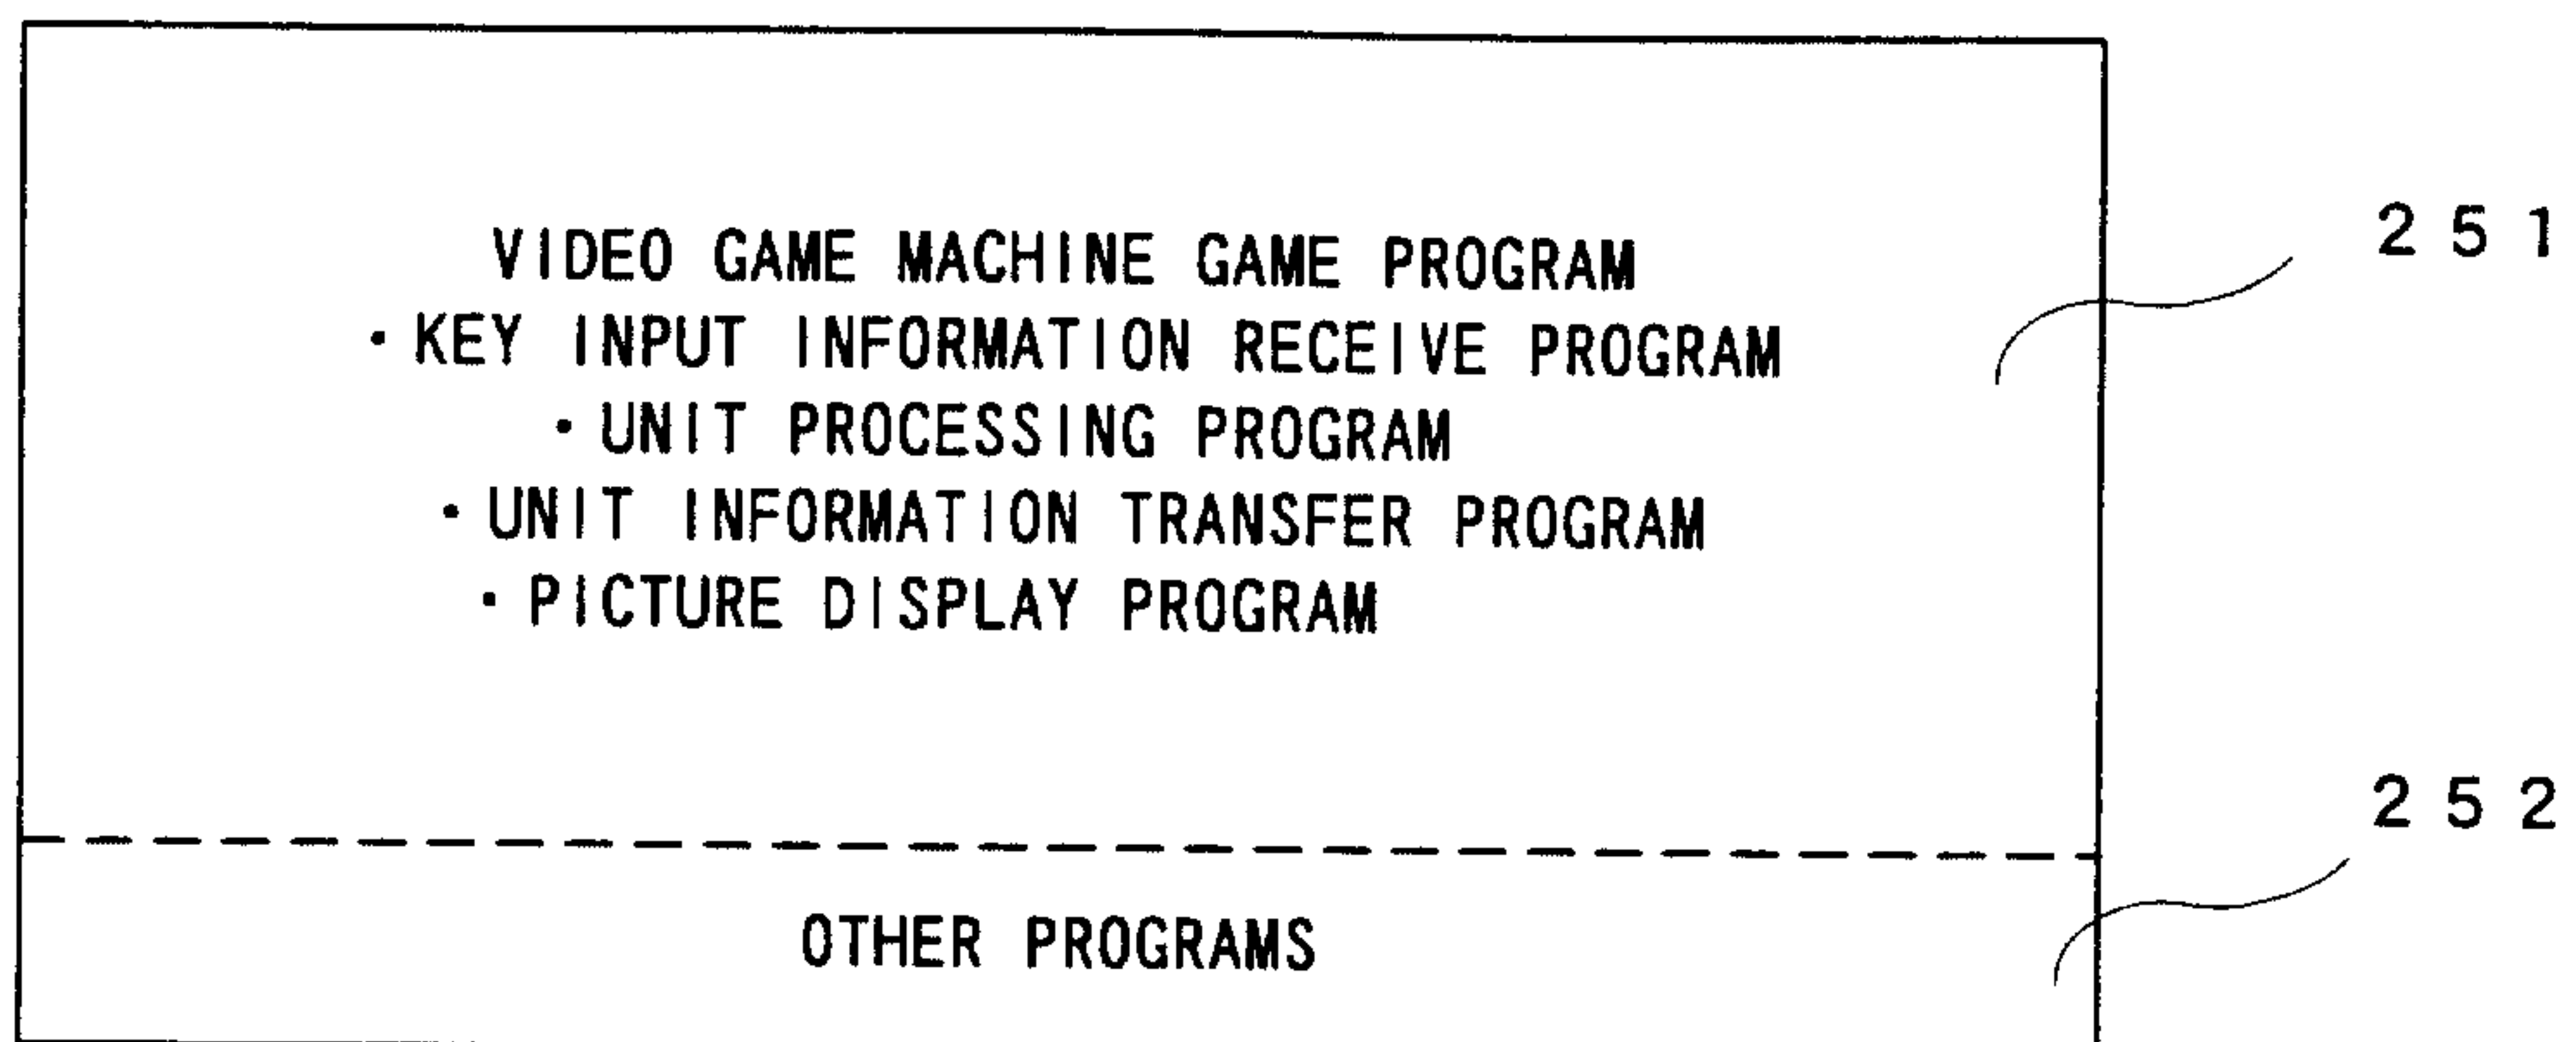 VIDEO GAME MACHINE GAME PROGRAM
251
・KEY INPUT INFORMATION RECEIVE PROGRAM
・UNIT PROCESSING PROGRAM
・UNIT INFORMATION TRANSFER PROGRAM
・PICTURE DISPLAY PROGRAM
252
OTHER PROGRAMS